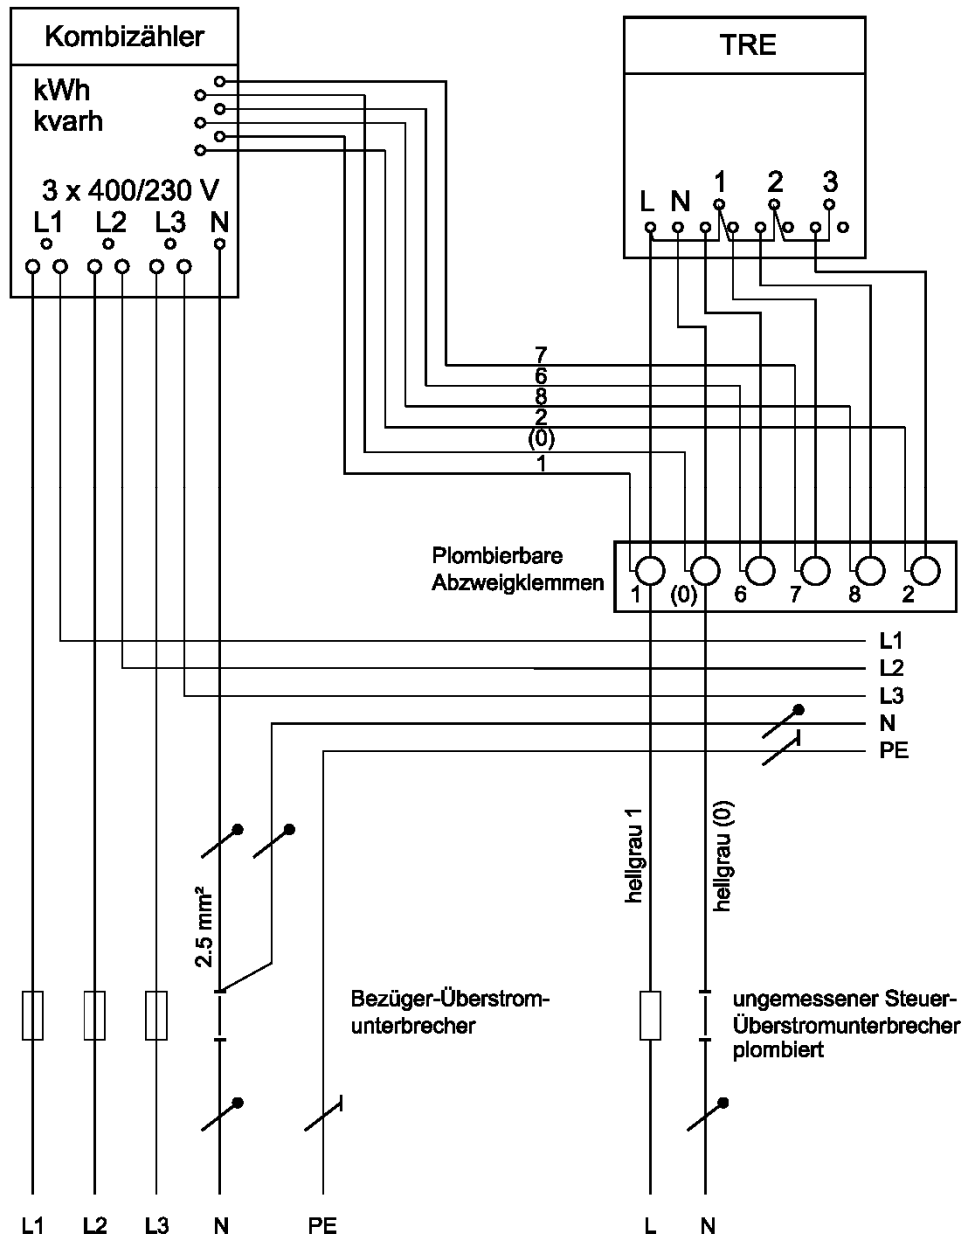 Kombizähler
kWh
kvarh
3 x 400/230 V
L1 L2 L3 N
TRE
1 2 3
L N
7
6
8
2
(0)
1
Plombierbare
Abzweigklemmen
1 (0) 6 7 8 2
L1
L2
L3
N
PE
hellgrau 1
hellgrau (0)
2.5 mm²
Bezüger-Überstrom-
unterbrecher
ungemessener Steuer-
Überstromunterbrecher
plombiert
L1 L2 L3 N PE L N